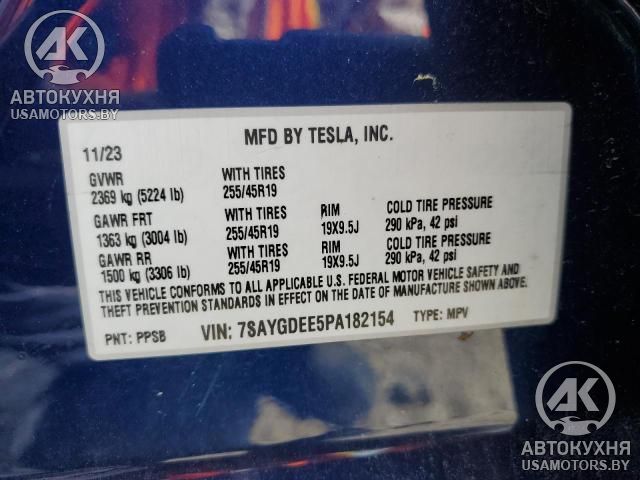 АК
АВТОКУХНЯ
USAMOTORS.BY
MFD BY TESLA, INC.
11/23
GVWR WITH TIRES
2369 kg (5224 lb) 255/45R19
GAWR FRT WITH TIRES RIM COLD TIRE PRESSURE
1363 kg (3004 lb) 255/45R19 19X9.5J 290 kPa, 42 psi
GAWR RR WITH TIRES RIM COLD TIRE PRESSURE
1500 kg (3306 lb) 255/45R19 19X9.5J 290 kPa, 42 psi
THIS VEHICLE CONFORMS TO ALL APPLICABLE U.S. FEDERAL MOTOR VEHICLE SAFETY AND
THEFT PREVENTION STANDARDS IN EFFECT ON THE DATE OF MANUFACTURE SHOWN ABOVE.
PNT: PPSB VIN: 7SAYGDEE5PA182154 TYPE: MPV
АК
АВТОКУХНЯ
USAMOTORS.BY